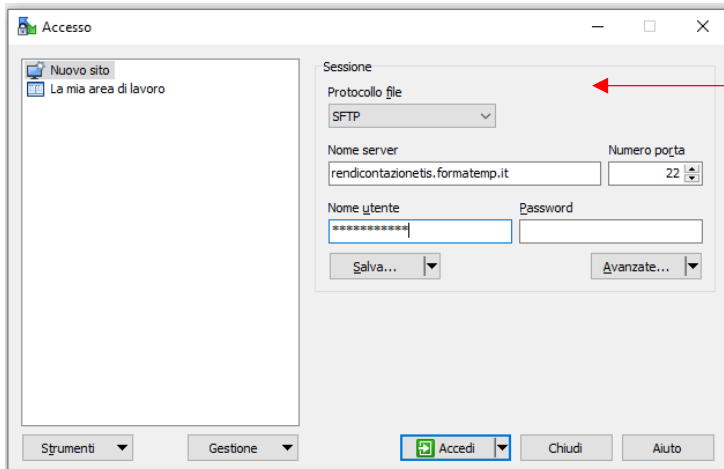 Accesso
Nuovo sito
La mia area di lavoro
Sessione
Protocollo file
SFTP
Nome server
Numero porta
rendicontazionetis.formatemp.it
22
Nome utente
Password
***********
Salva...
Avanzate...
Strumenti
Gestione
Accedi
Chiudi
Aiuto